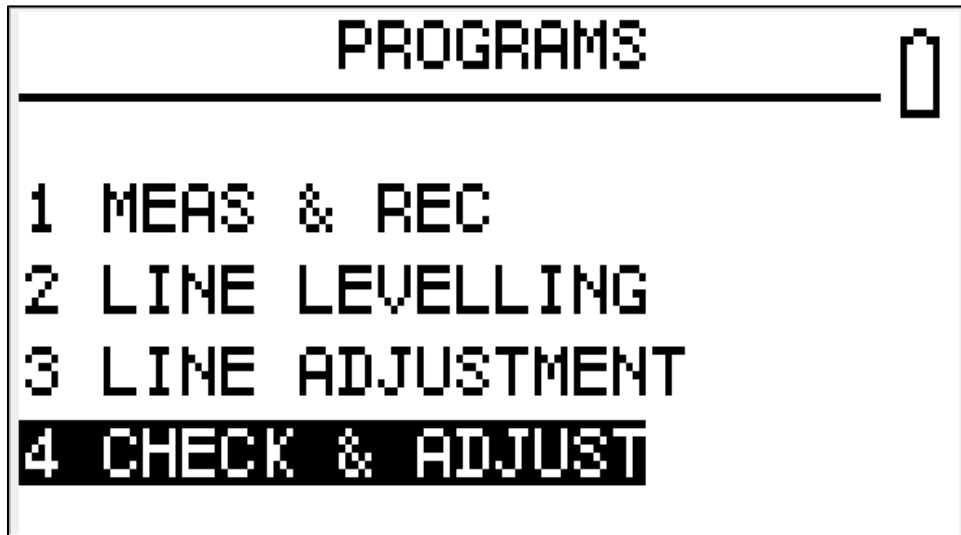 PROGRAMS
1 MEAS & REC
2 LINE LEVELLING
3 LINE ADJUSTMENT
4 CHECK & ADJUST